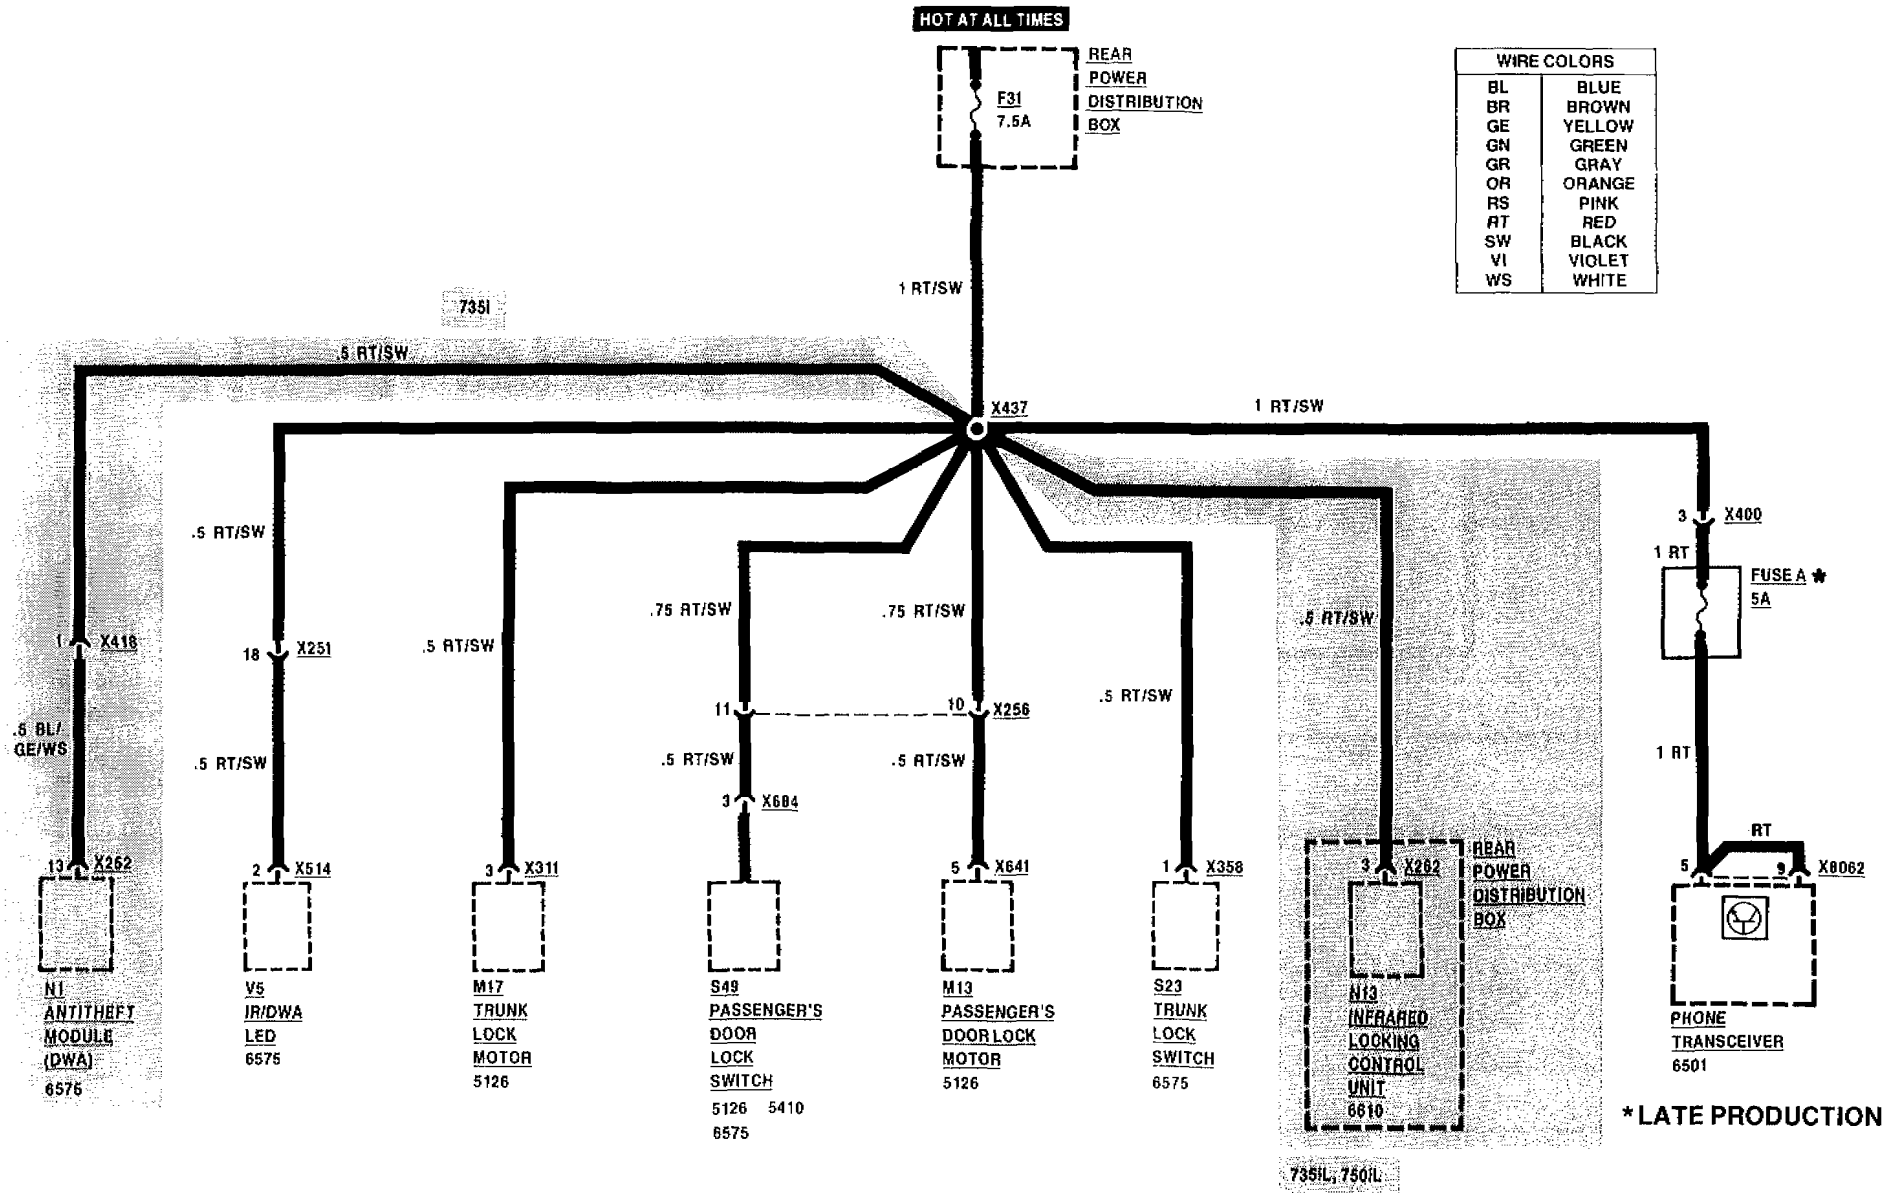 HOT AT ALL TIMES
REAR
POWER
DISTRIBUTION
BOX
F31
7.5A
WIRE COLORS
BL BLUE
BR BROWN
GE YELLOW
GN GREEN
GR GRAY
OR ORANGE
RS PINK
RT RED
SW BLACK
VI VIOLET
WS WHITE
1 RT/SW
735i
.5 RT/SW
X437
1 RT/SW
3 X400
1 RT
FUSE A *
5A
.5 RT/SW
.5 RT/SW
.75 RT/SW
.75 RT/SW
.5 RT/SW
.5 RT/SW
1 X418
18 X251
11
10 X256
.5 BL/
GE/WS
.5 RT/SW
.5 RT/SW
.5 RT/SW
1 RT
3 X684
RT
13 X252
2 X514
3 X311
5 X641
1 X358
3 X262
5
9 X8062
REAR
POWER
DISTRIBUTION
BOX
N1
ANTITHEFT
MODULE
(DWA)
6575
V5
IR/DWA
LED
6575
M17
TRUNK
LOCK
MOTOR
5126
S49
PASSENGER'S
DOOR
LOCK
SWITCH
5126 5410
6575
M13
PASSENGER'S
DOOR LOCK
MOTOR
5126
S23
TRUNK
LOCK
SWITCH
6575
N13
INFRARED
LOCKING
CONTROL
UNIT
6610
PHONE
TRANSCEIVER
6501
* LATE PRODUCTION
735iL, 750iL